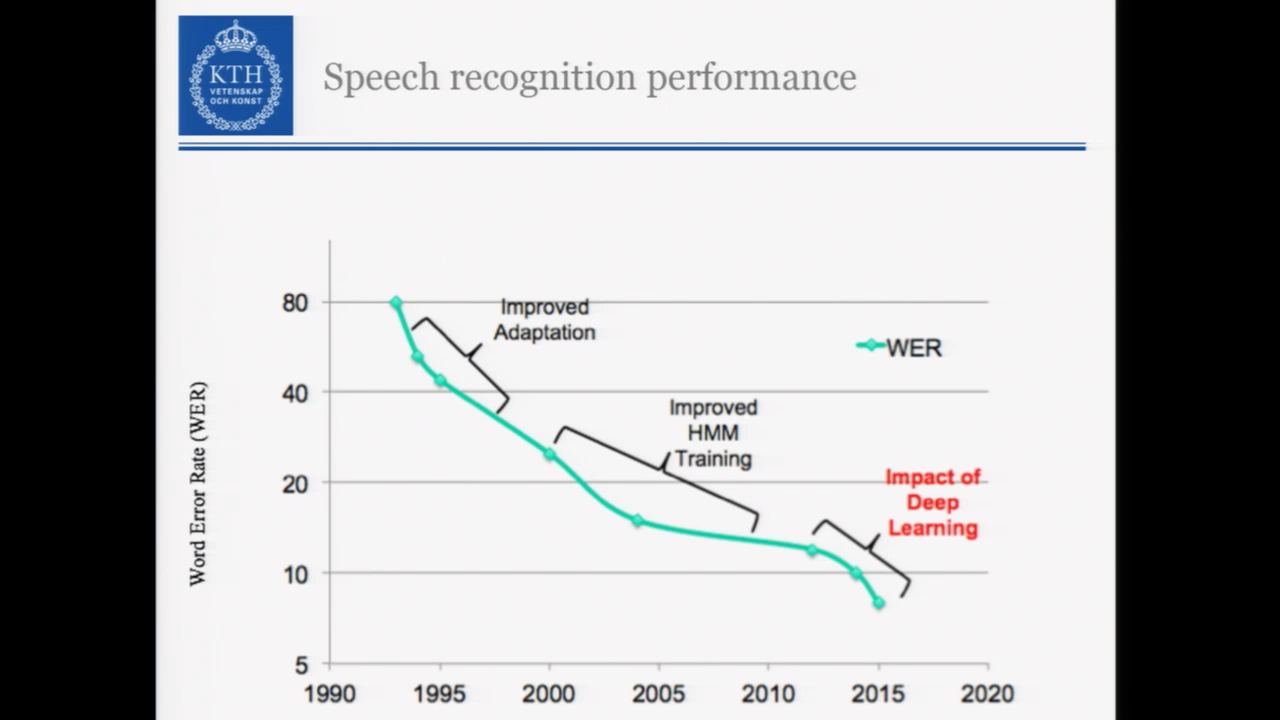 KTH
VETENSKAP
OCH KONST
Speech recognition performance
Word Error Rate (WER)
80
40
20
10
5
1990
1995
2000
2005
2010
2015
2020
Improved
Adaptation
WER
Improved
HMM
Training
Impact of
Deep
Learning